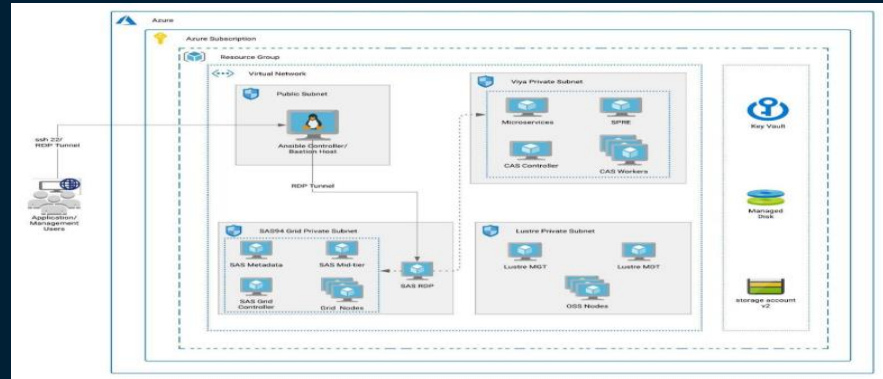 Azure
Azure Subscription
Resource Group
Virtual Network
Public Subnet
Ansible Controller/
Bastion Host
ssh 22/
RDP Tunnel
Application/
Management
Users
RDP Tunnel
Viya Private Subnet
Microservices
SPRE
CAS Controller
CAS Workers
SAS94 Grid Private Subnet
SAS Metadata
SAS Mid-tier
SAS Grid
Controller
Grid Nodes
SAS RDP
Lustre Private Subnet
Lustre MGT
Lustre MDT
OSS Nodes
Key Vault
Managed
Disk
storage account
v2